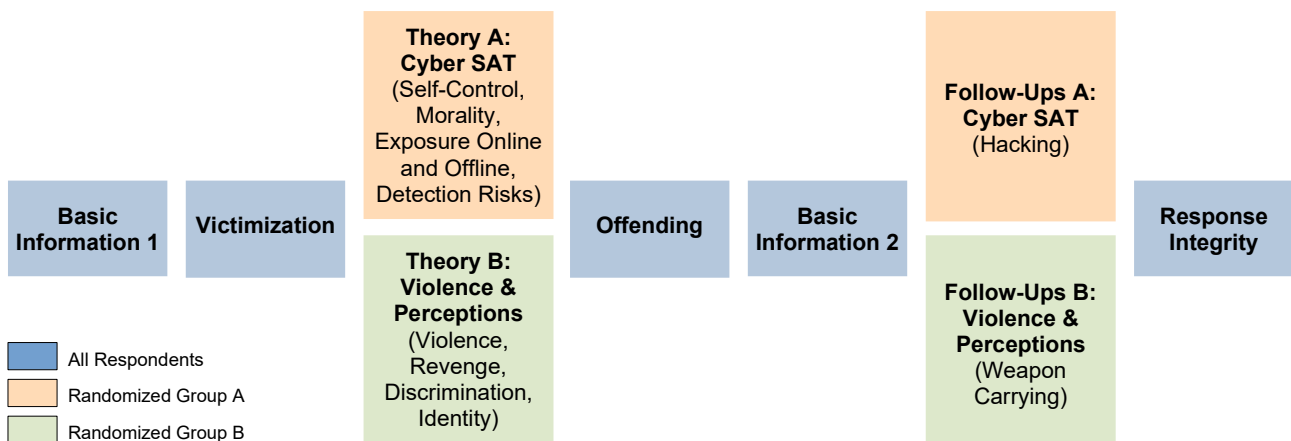 Basic
Information 1
Victimization
Theory A:
Cyber SAT
(Self-Control,
Morality,
Exposure Online
and Offline,
Detection Risks)
Theory B:
Violence &
Perceptions
(Violence,
Revenge,
Discrimination,
Identity)
Offending
Basic
Information 2
Follow-Ups A:
Cyber SAT
(Hacking)
Follow-Ups B:
Violence &
Perceptions
(Weapon
Carrying)
Response
Integrity
All Respondents
Randomized Group A
Randomized Group B